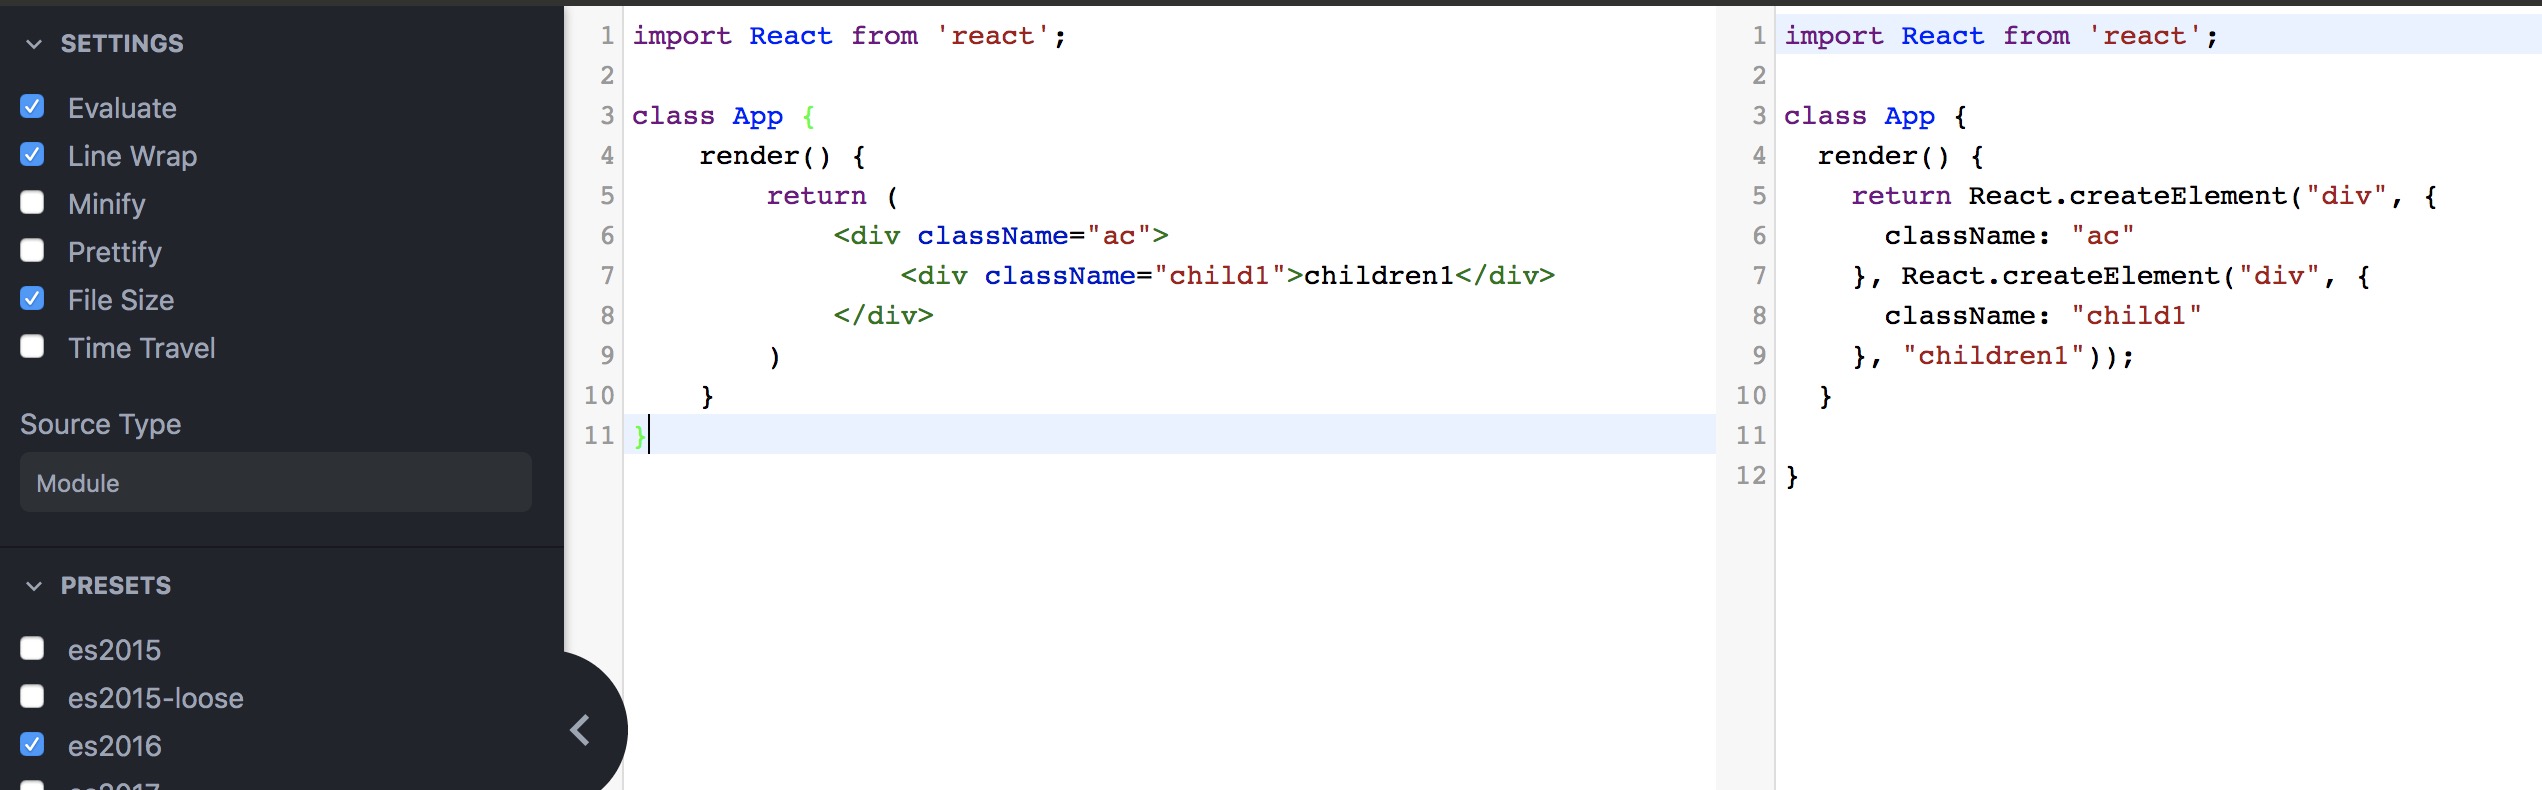 SETTINGS
Evaluate
Line Wrap
Minify
Prettify
File Size
Time Travel
Source Type
Module
PRESETS
es2015
es2015-loose
es2016
1 import React from 'react';
2
3 class App {
4     render() {
5         return (
6             <div className="ac">
7                 <div className="child1">children1</div>
8             </div>
9         )
10     }
11 }
1 import React from 'react';
2
3 class App {
4   render() {
5     return React.createElement("div", {
6       className: "ac"
7     }, React.createElement("div", {
8       className: "child1"
9     }, "children1"));
10   }
11
12 }